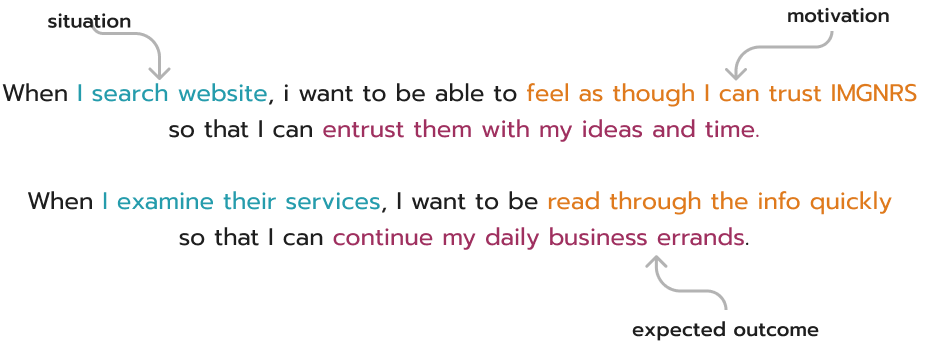 situation
motivation
When I search website, i want to be able to feel as though I can trust IMGNRS
so that I can entrust them with my ideas and time.
When I examine their services, I want to be read through the info quickly
so that I can continue my daily business errands.
expected outcome